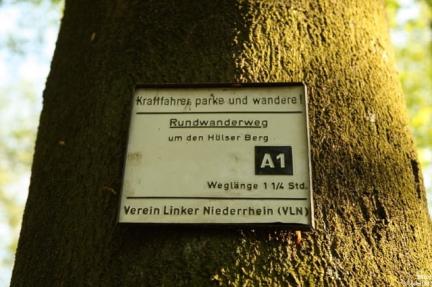 Kraftfahrer parke und wandere!
Rundwanderweg
um den Hülser Berg
A1
Weglänge 1 1/4 Std.
Verein Linker Niederrhein (VLN)